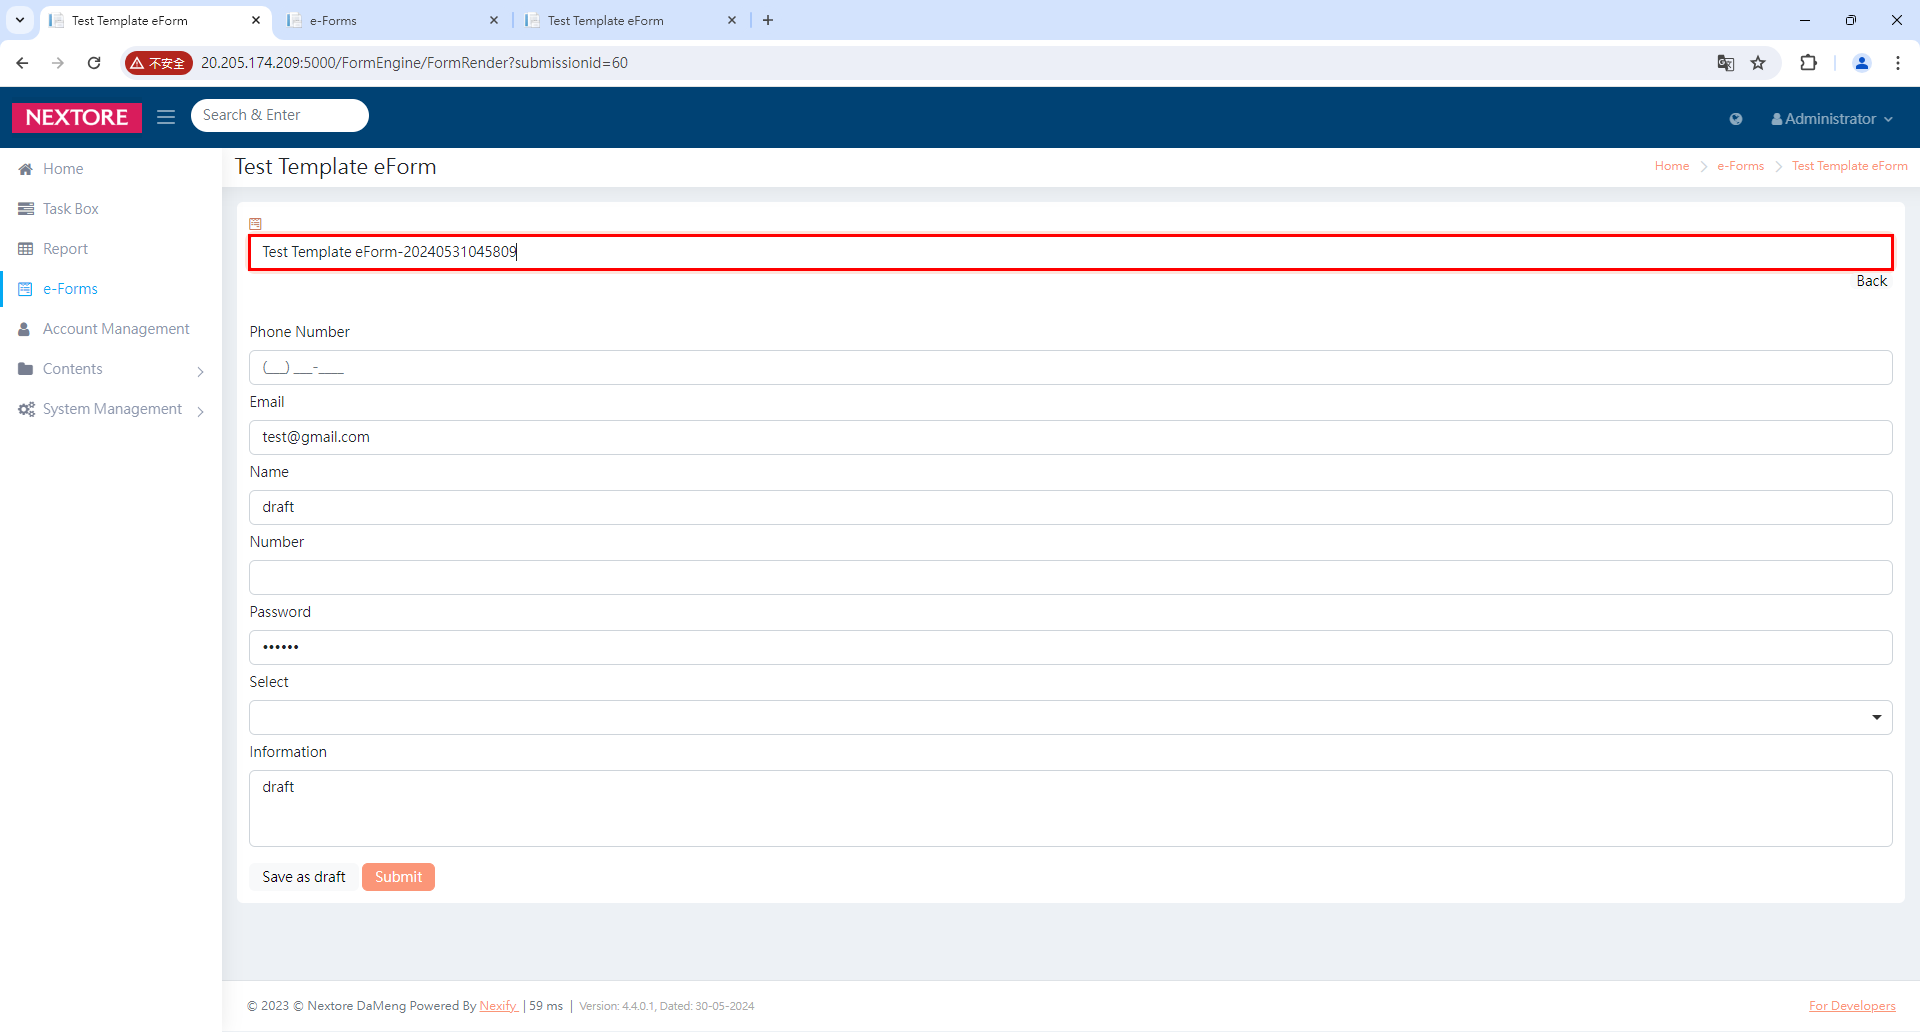 Test Template eForm
e-Forms
Test Template eForm
不安全
20.205.174.209:5000/FormEngine/FormRender?submissionid=60
NEXTORE
Search & Enter
Administrator
Home
Task Box
Report
e-Forms
Account Management
Contents
System Management
Test Template eForm
Home
e-Forms
Test Template eForm
Test Template eForm-20240531045809
Back
Phone Number
(___) ___-____
Email
test@gmail.com
Name
draft
Number
Password
••••••
Select
Information
draft
Save as draft
Submit
© 2023 © Nextore DaMeng Powered By Nexify | 59 ms | Version: 4.4.0.1, Dated: 30-05-2024
For Developers